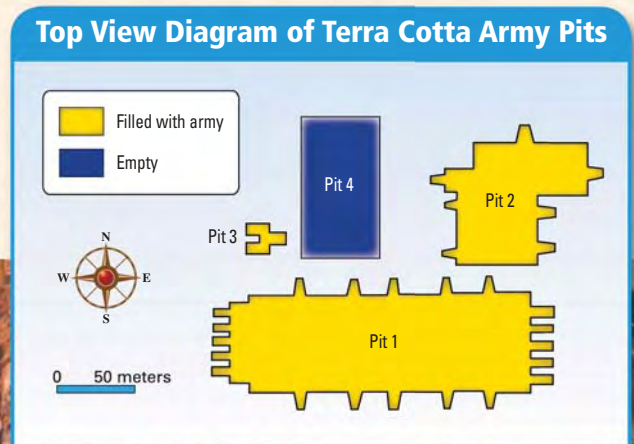 Top View Diagram of Terra Cotta Army Pits
Filled with army
Empty
Pit 4
Pit 2
Pit 3
N
W E
S
Pit 1
0 50 meters